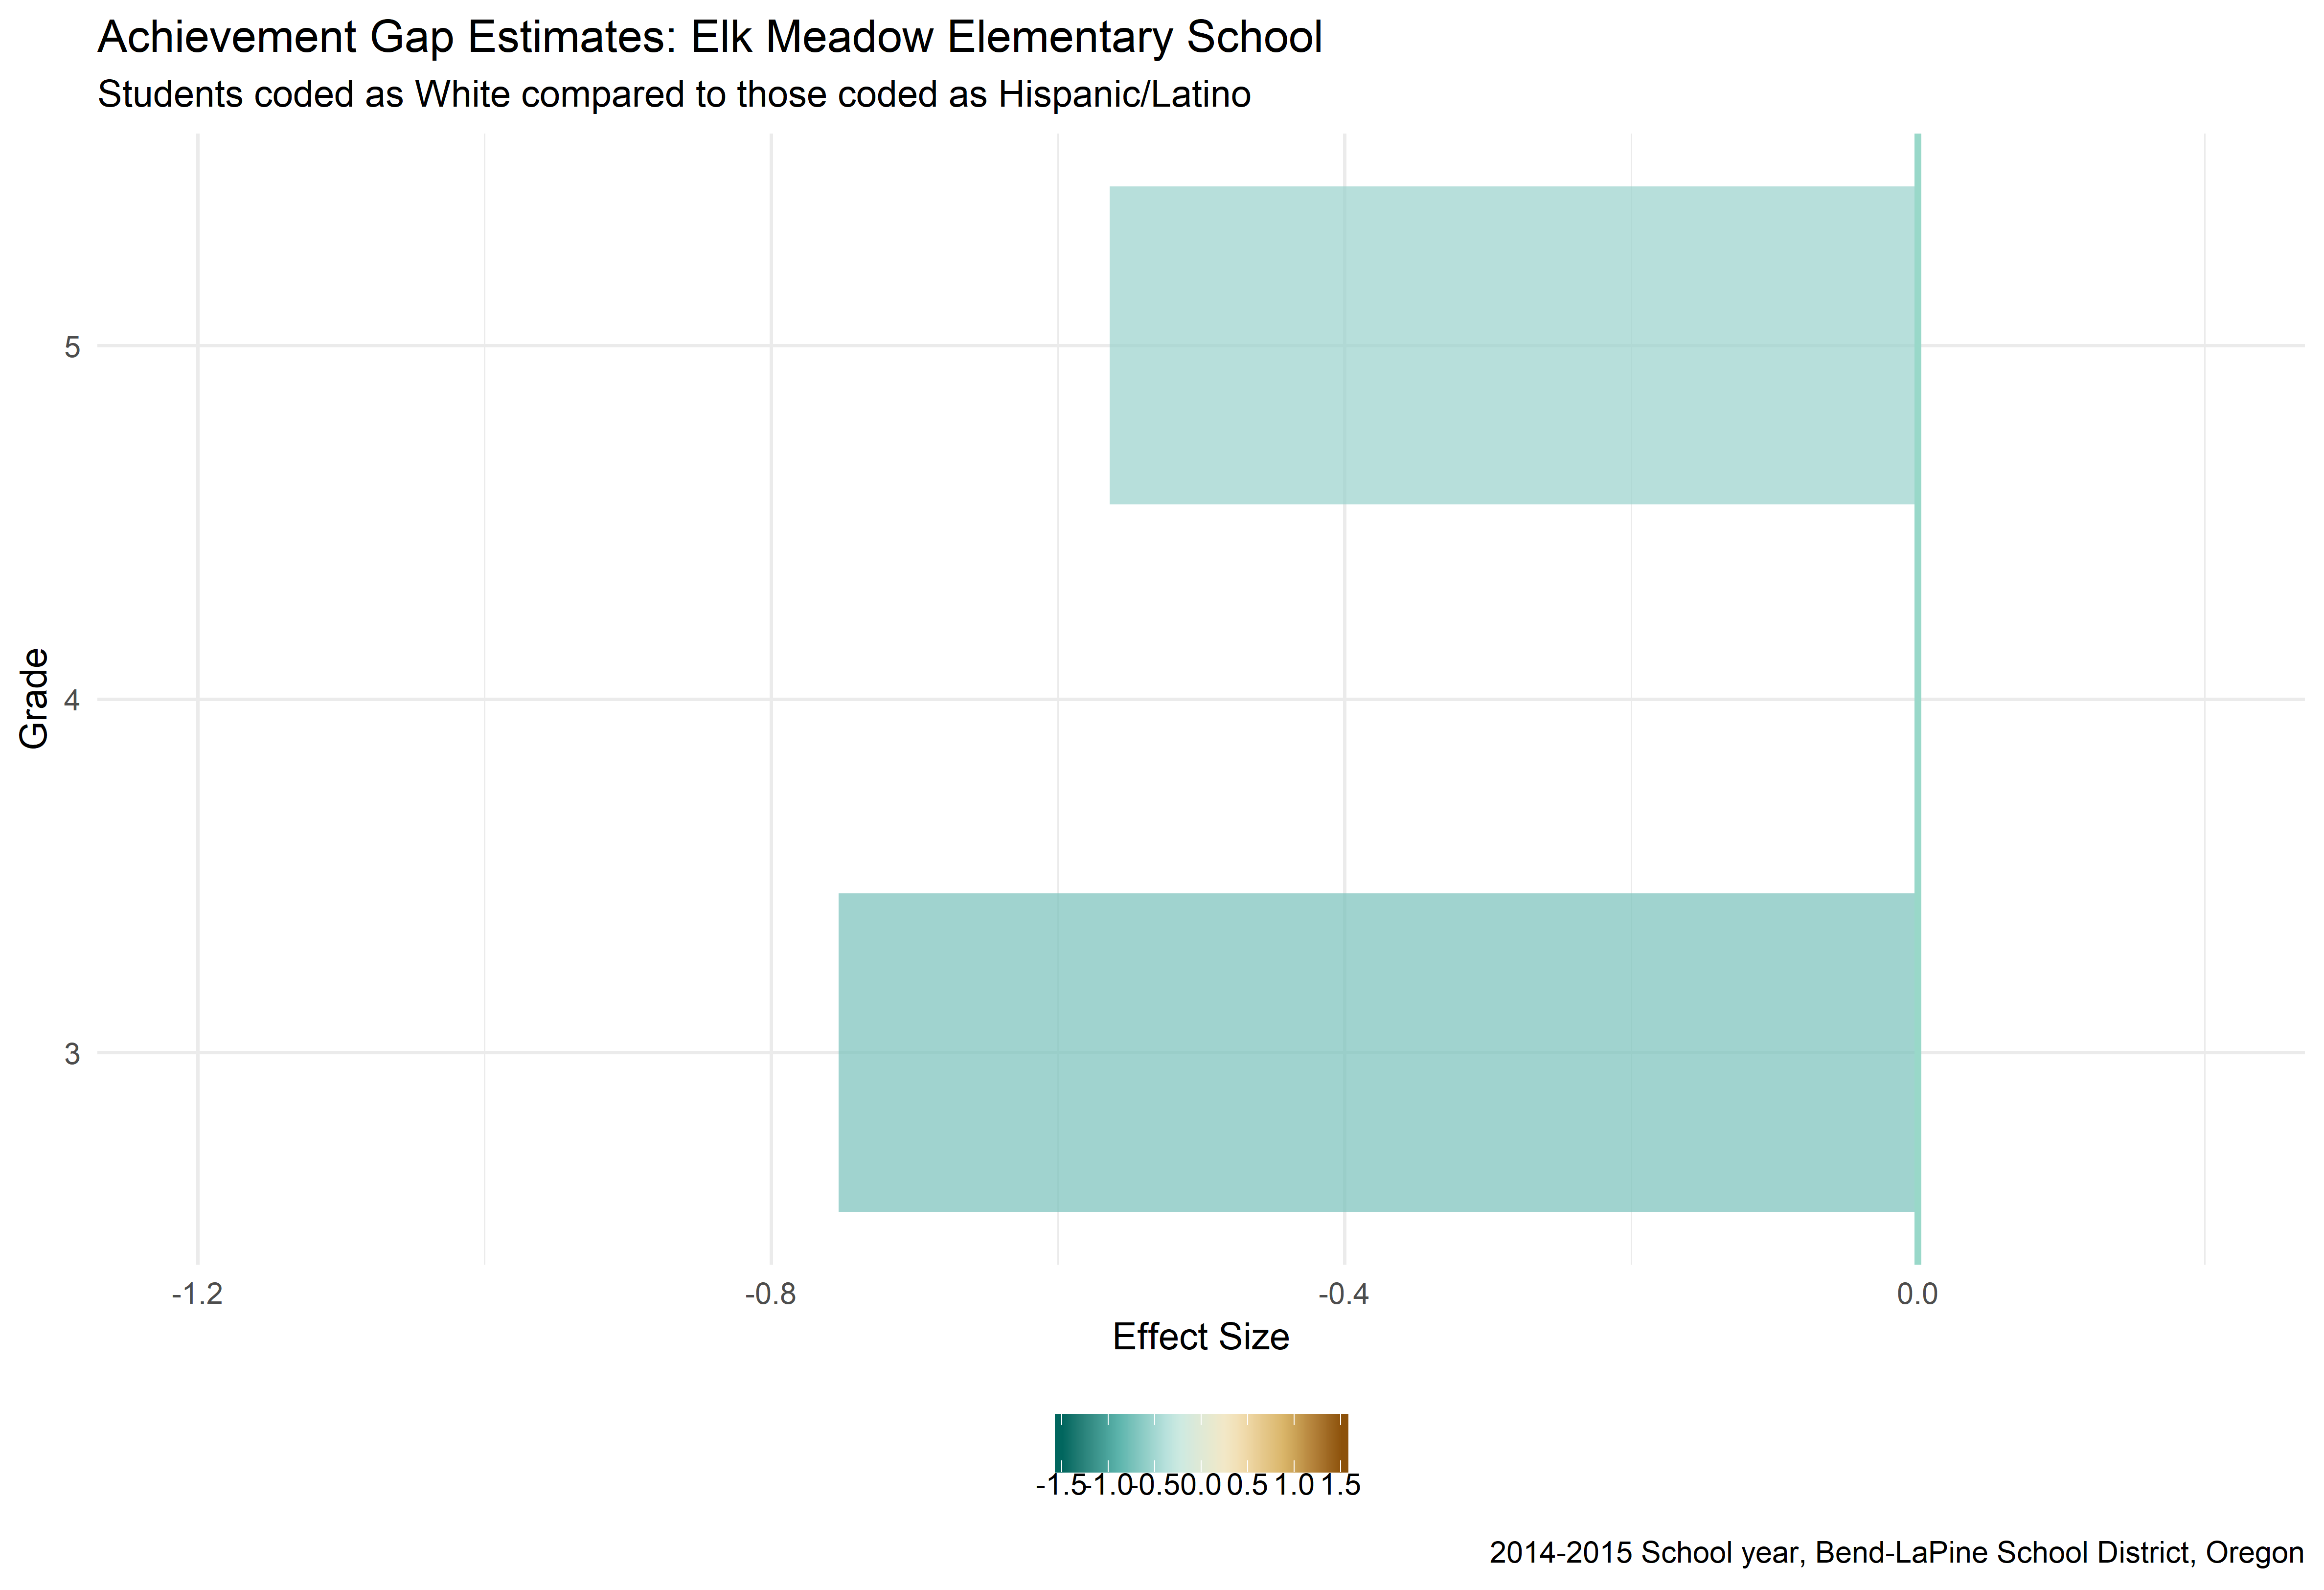 Achievement Gap Estimates: Elk Meadow Elementary School
Students coded as White compared to those coded as Hispanic/Latino
5
4
3
Grade
-1.2 -0.8 -0.4 0.0
Effect Size
-1.5 -1.0 -0.5 0.0 0.5 1.0 1.5
2014-2015 School year, Bend-LaPine School District, Oregon